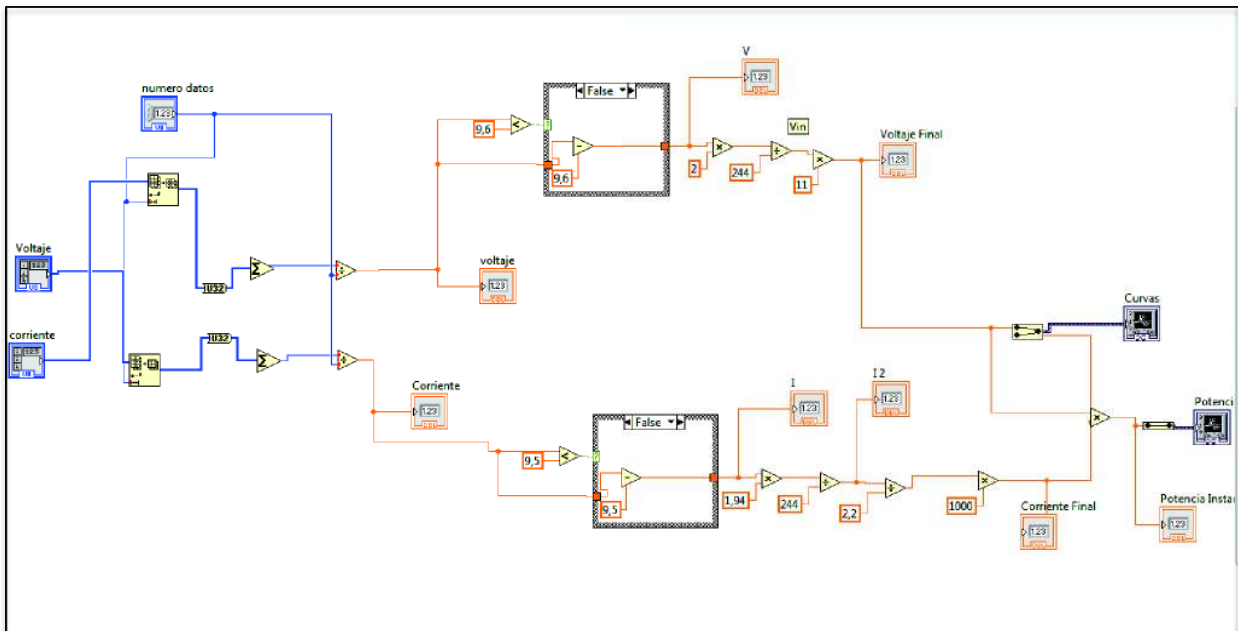 V
numero datos
False
9,6
Vin
Voltaje Final
9,6
2
244
11
Voltaje
U32
voltaje
corriente
U32
Curvas
Corriente
I
I 2
False
Potenci
9,5
9,5
1,94
244
2,2
1000
Corriente Final
Potencia Instar